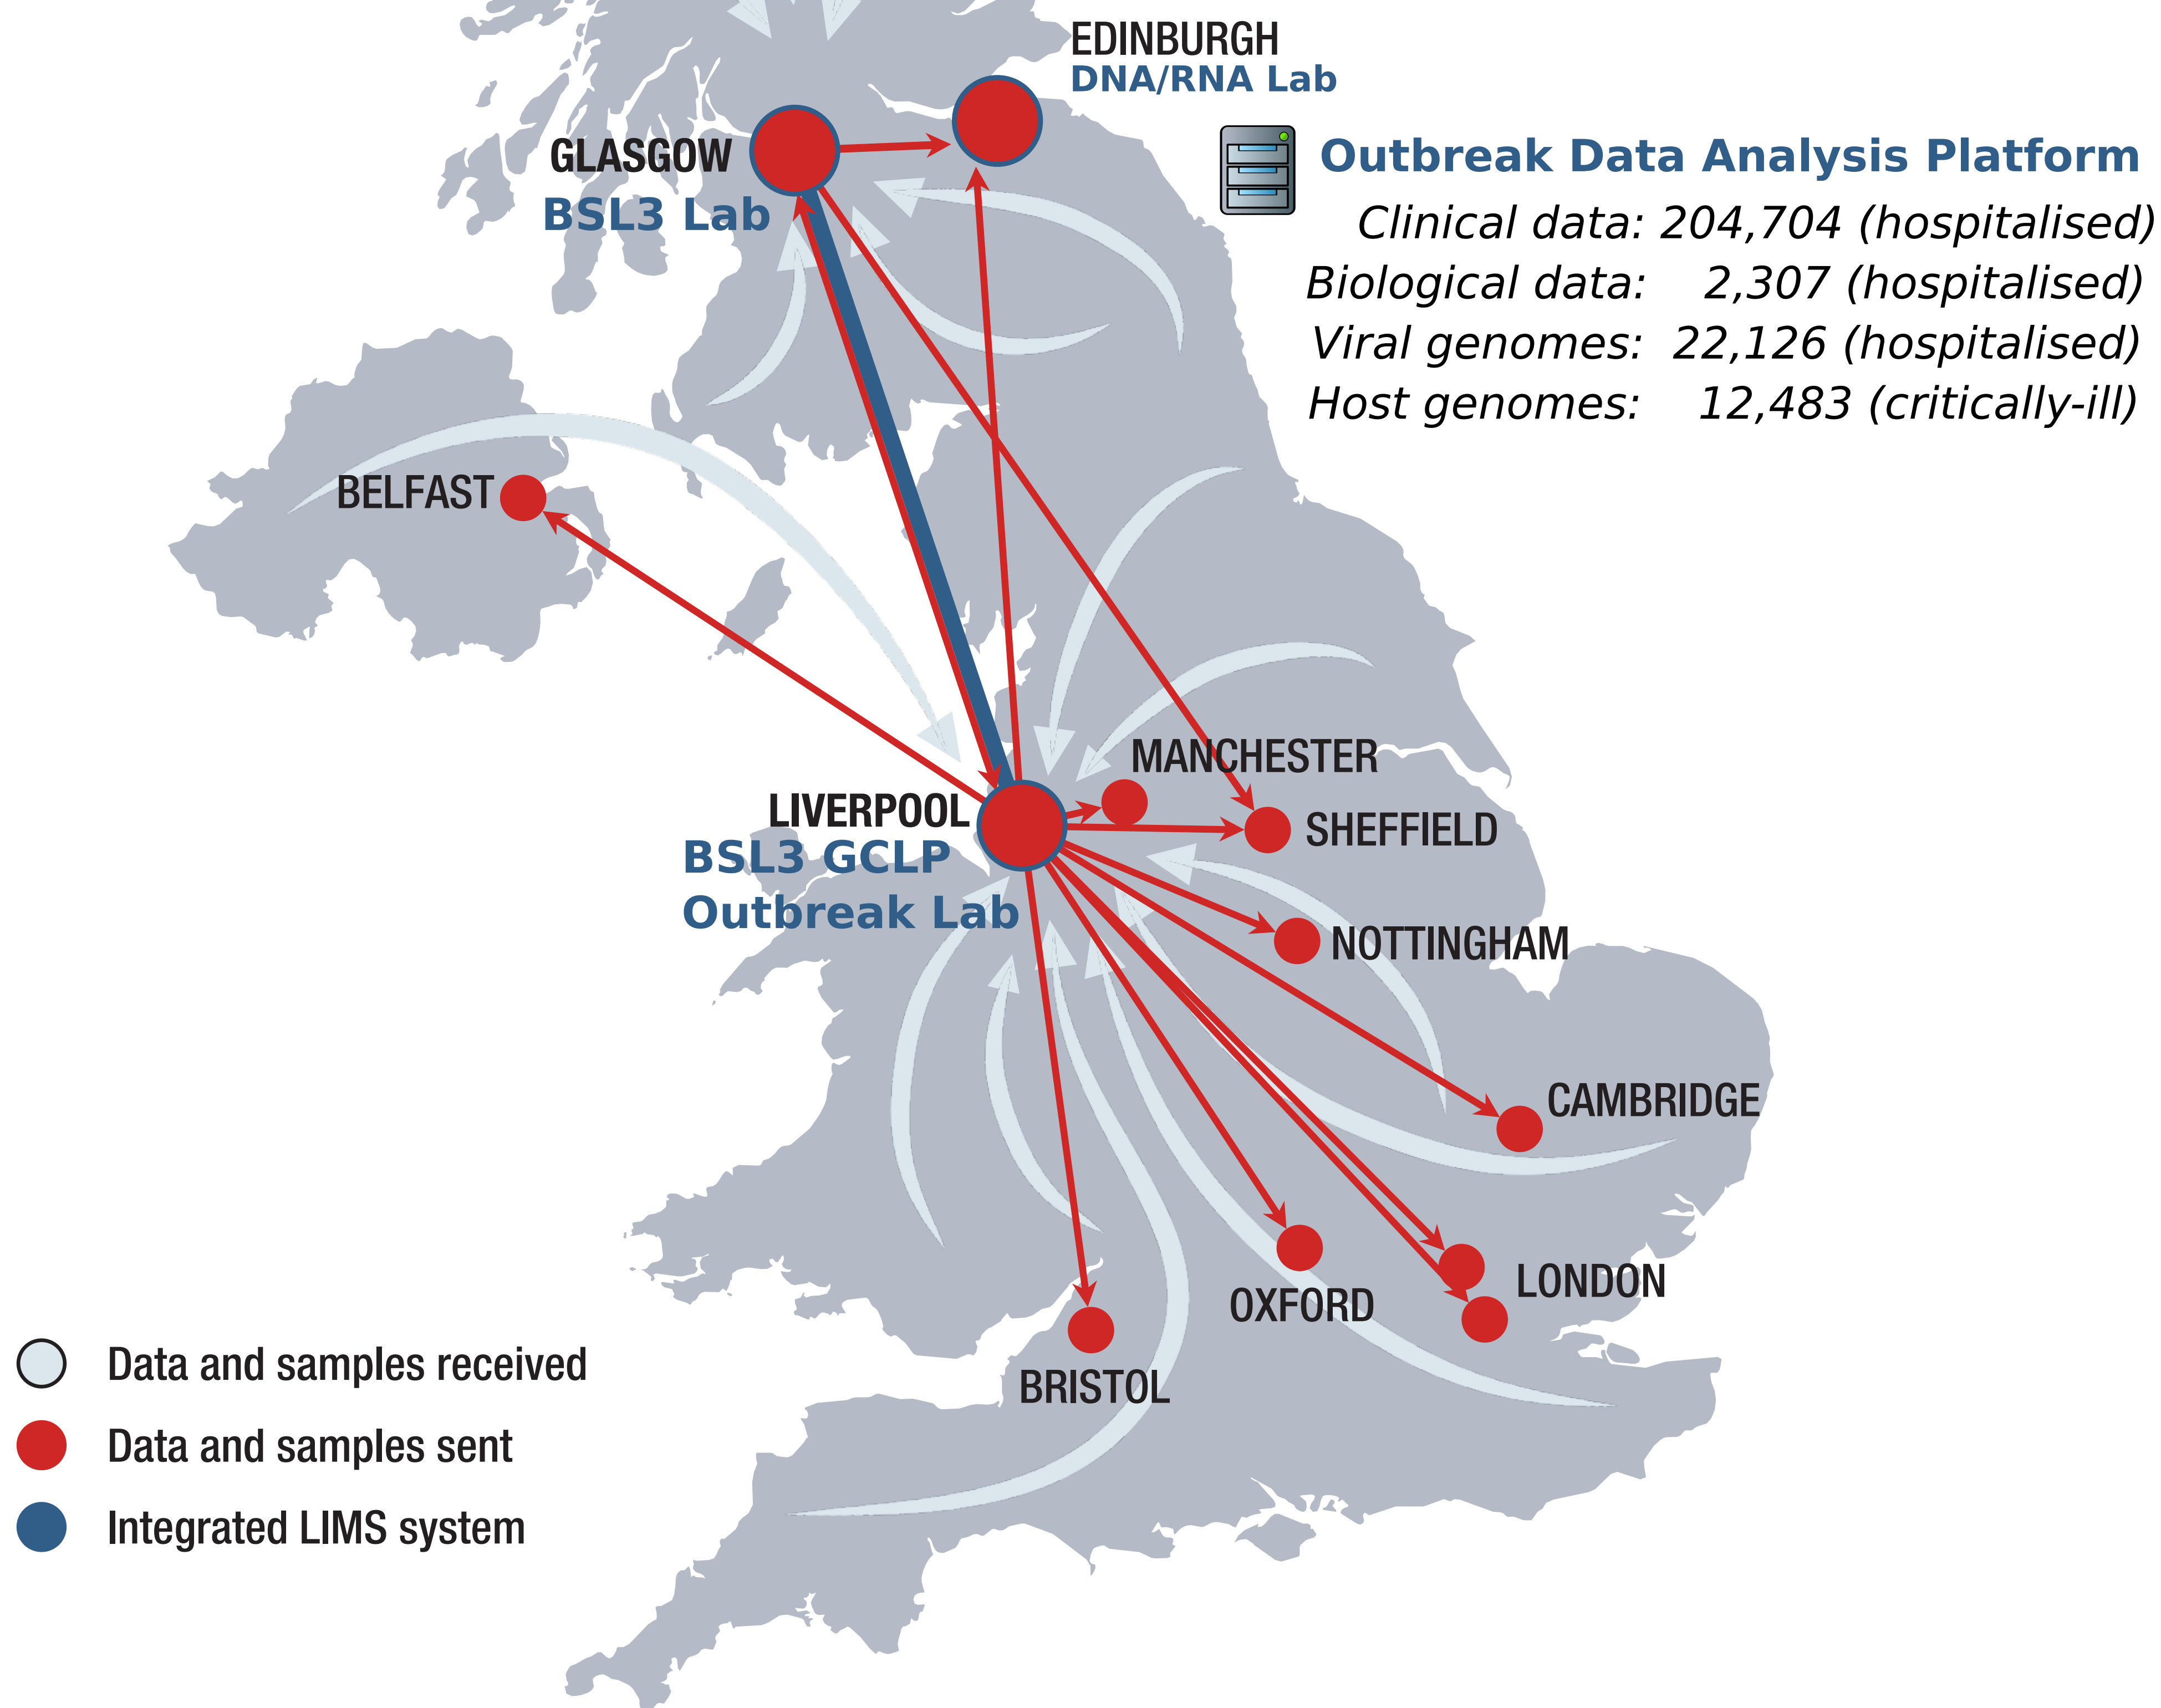 EDINBURGH
DNA/RNA Lab
GLASGOW
BSL3 Lab
Outbreak Data Analysis Platform
Clinical data: 204,704 (hospitalised)
Biological data: 2,307 (hospitalised)
Viral genomes: 22,126 (hospitalised)
Host genomes: 12,483 (critically-ill)
BELFAST
MANCHESTER
LIVERPOOL
BSL3 GCLP
Outbreak Lab
SHEFFIELD
NOTTINGHAM
CAMBRIDGE
LONDON
OXFORD
BRISTOL
Data and samples received
Data and samples sent
Integrated LIMS system